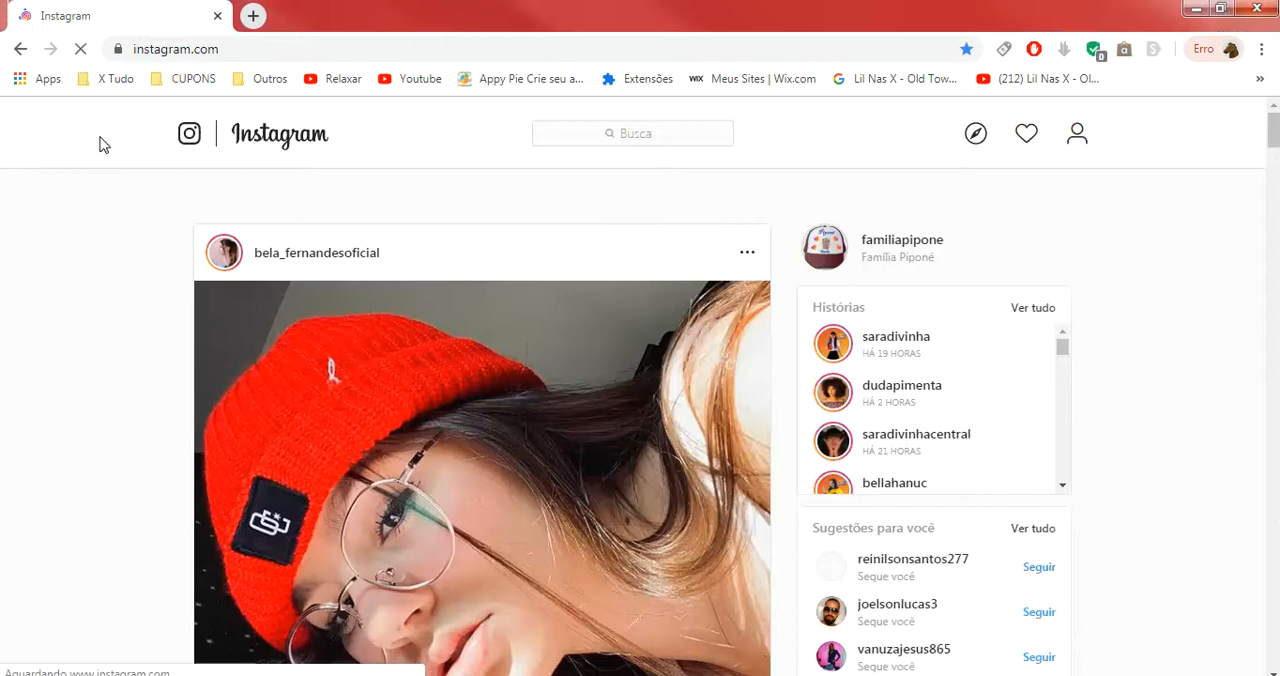 Instagram
instagram.com
Erro
Apps X Tudo CUPONS Outros Relaxar Youtube Appy Pie Crie seu a... Extensões WIX Meus Sites | Wix.com Lil Nas X - Old Tow... (212) Lil Nas X - Ol... »
Instagram
Busca
bela_fernandesoficial
familiapipone
Família Piponé
Histórias Ver tudo
saradivinha
HÁ 19 HORAS
dudapimenta
HÁ 2 HORAS
saradivinhacentral
HÁ 21 HORAS
bellahanuc
Sugestões para você Ver tudo
reinilsonsantos277
Segue você
Seguir
joelsonlucas3
Segue você
Seguir
vanuzajesus865
Segue você
Seguir
Aguardando www.instagram.com